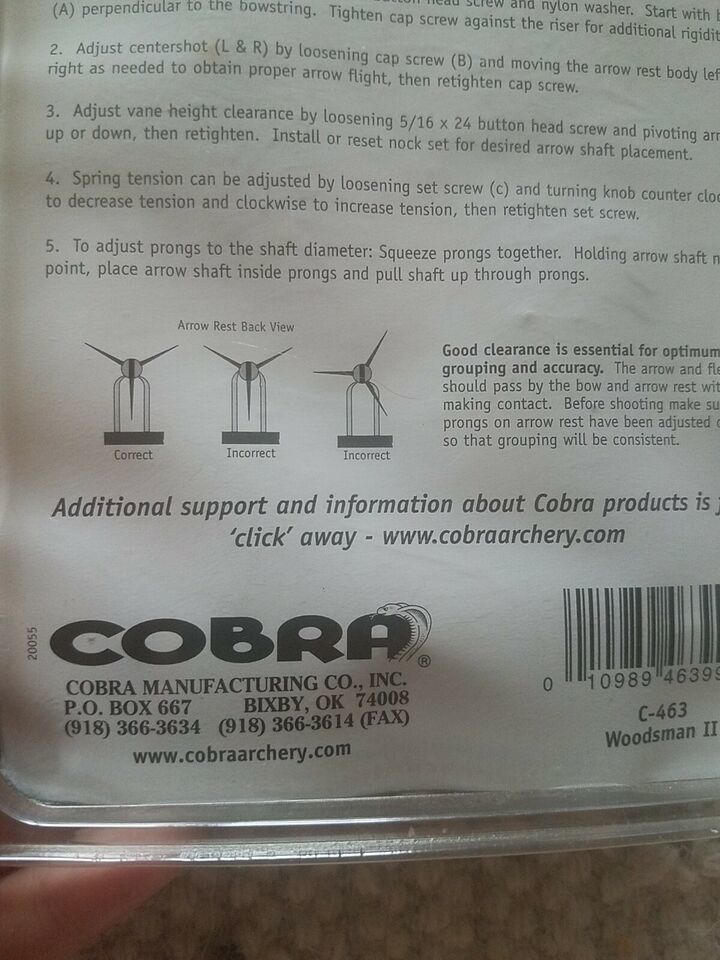 (A) perpendicular to the bowstring. Tighten cap screw against the riser for additional
2. Adjust centershot (L & R) by loosening cap screw (B) and moving the arrow rest body
right as needed to obtain proper arrow flight, then retighten cap screw.
3. Adjust vane height clearance by loosening 5/16 x 24 button head screw and pivoting
up or down, then retighten. Install or reset nock set for desired arrow shaft placement.
4. Spring tension can be adjusted by loosening set screw (c) and turning knob counter
to decrease tension and clockwise to increase tension, then retighten set screw.
5. To adjust prongs to the shaft diameter: Squeeze prongs together. Holding arrow shaft
point, place arrow shaft inside prongs and pull shaft up through prongs.
Arrow Rest Back View
Correct
Incorrect
Incorrect
Good clearance is essential for optimum
grouping and accuracy. The arrow and
should pass by the bow and arrow rest
making contact. Before shooting make
prongs on arrow rest have been adjusted
so that grouping will be consistent.
Additional support and information about Cobra products is
'click' away - www.cobraarchery.com
20055
COBRA®
COBRA MANUFACTURING CO., INC.
P.O. BOX 667 BIXBY, OK 74008
(918) 366-3634 (918) 366-3614 (FAX)
www.cobraarchery.com
0 10989 46399
C-463
Woodsman II